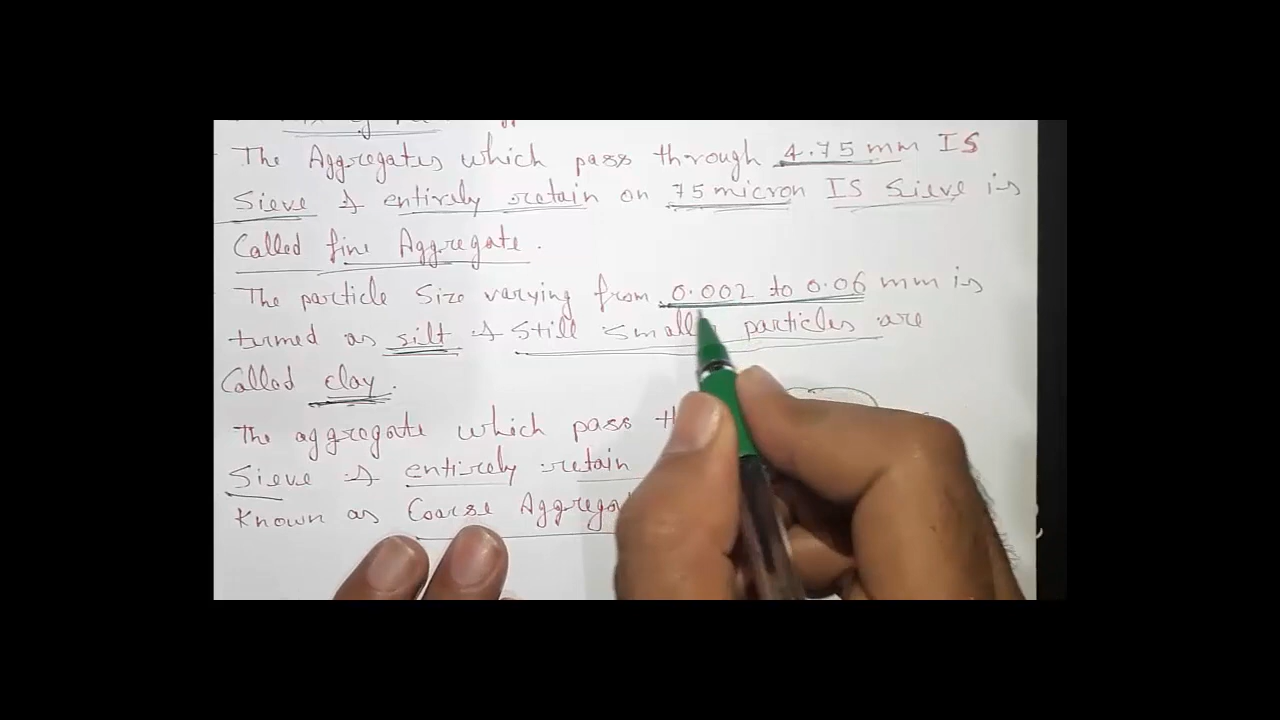 The Aggregates which pass through 4.75 mm IS
Sieve & entirely retain on 75 micron IS Sieve is
Called fine Aggregate.
The particle Size varying from 0.002 to 0.06 mm is
turmed as silt & still smaller particles are
Called clay.
The aggregate which pass
Sieve & entirely retain
Known as Coarse